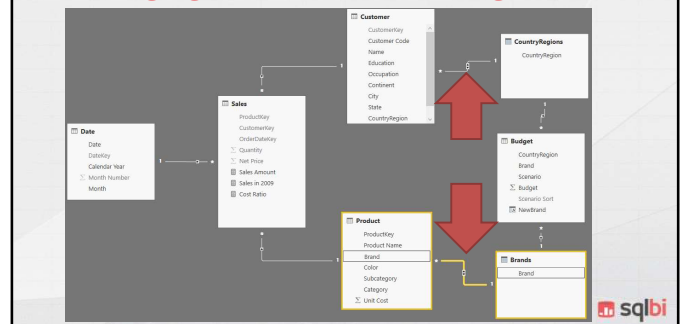 Customer
CustomerKey
Customer Code
Name
Education
Occupation
Continent
City
State
CountryRegion
CountryRegions
CountryRegion
Sales
ProductKey
CustomerKey
OrderDateKey
Quantity
Net Price
Sales Amount
Sales in 2009
Cost Ratio
Date
Date
DateKey
Calendar Year
Month Number
Month
Budget
CountryRegion
Brand
Scenario
Budget
Scenario Sort
NewBrand
Product
ProductKey
Product Name
Brand
Color
Subcategory
Category
Unit Cost
Brands
Brand
1
*
1
*
1
*
1
*
1
*
1
*
1
*
sqlbi